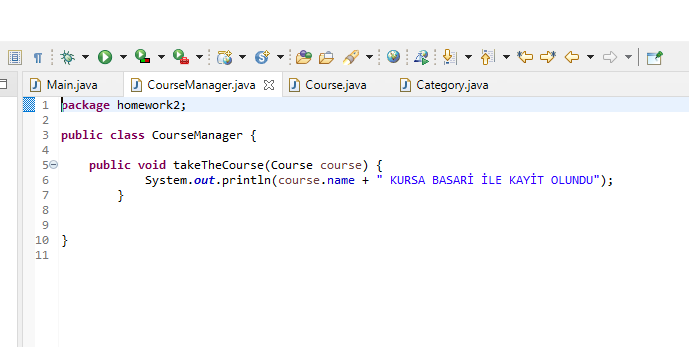 Main.java
CourseManager.java
Course.java
Category.java
1 package homework2;
2
3 public class CourseManager {
4
5 public void takeTheCourse(Course course) {
6 System.out.println(course.name + " KURSA BASARİ İLE KAYİT OLUNDU");
7 }
8
9
10 }
11